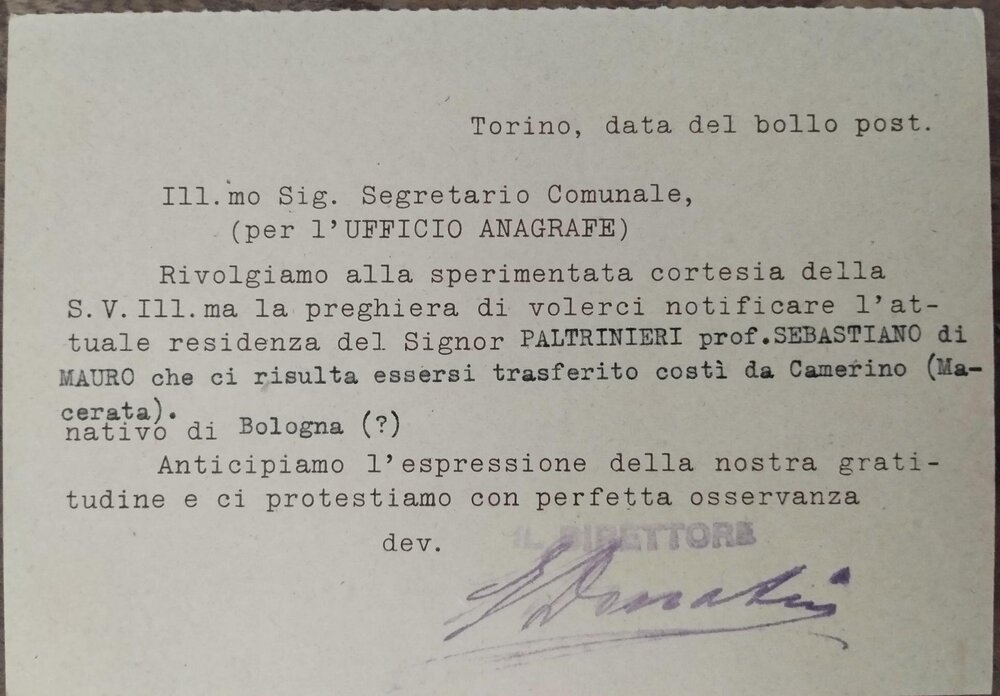 Torino, data del bollo post.
Ill.mo Sig. Segretario Comunale,
(per l'UFFICIO ANAGRAFE)
Rivolgiamo alla sperimentata cortesia della
S.V.Ill.ma la preghiera di volerci notificare l'at-
tuale residenza del Signor PALTRINIERI prof.SEBASTIANO di
MAURO che ci risulta essersi trasferito costì da Camerino (Ma-
cerata).
nativo di Bologna (?)
Anticipiamo l'espressione della nostra grati-
tudine e ci protestiamo con perfetta osservanza
dev.
IL DIRETTORE